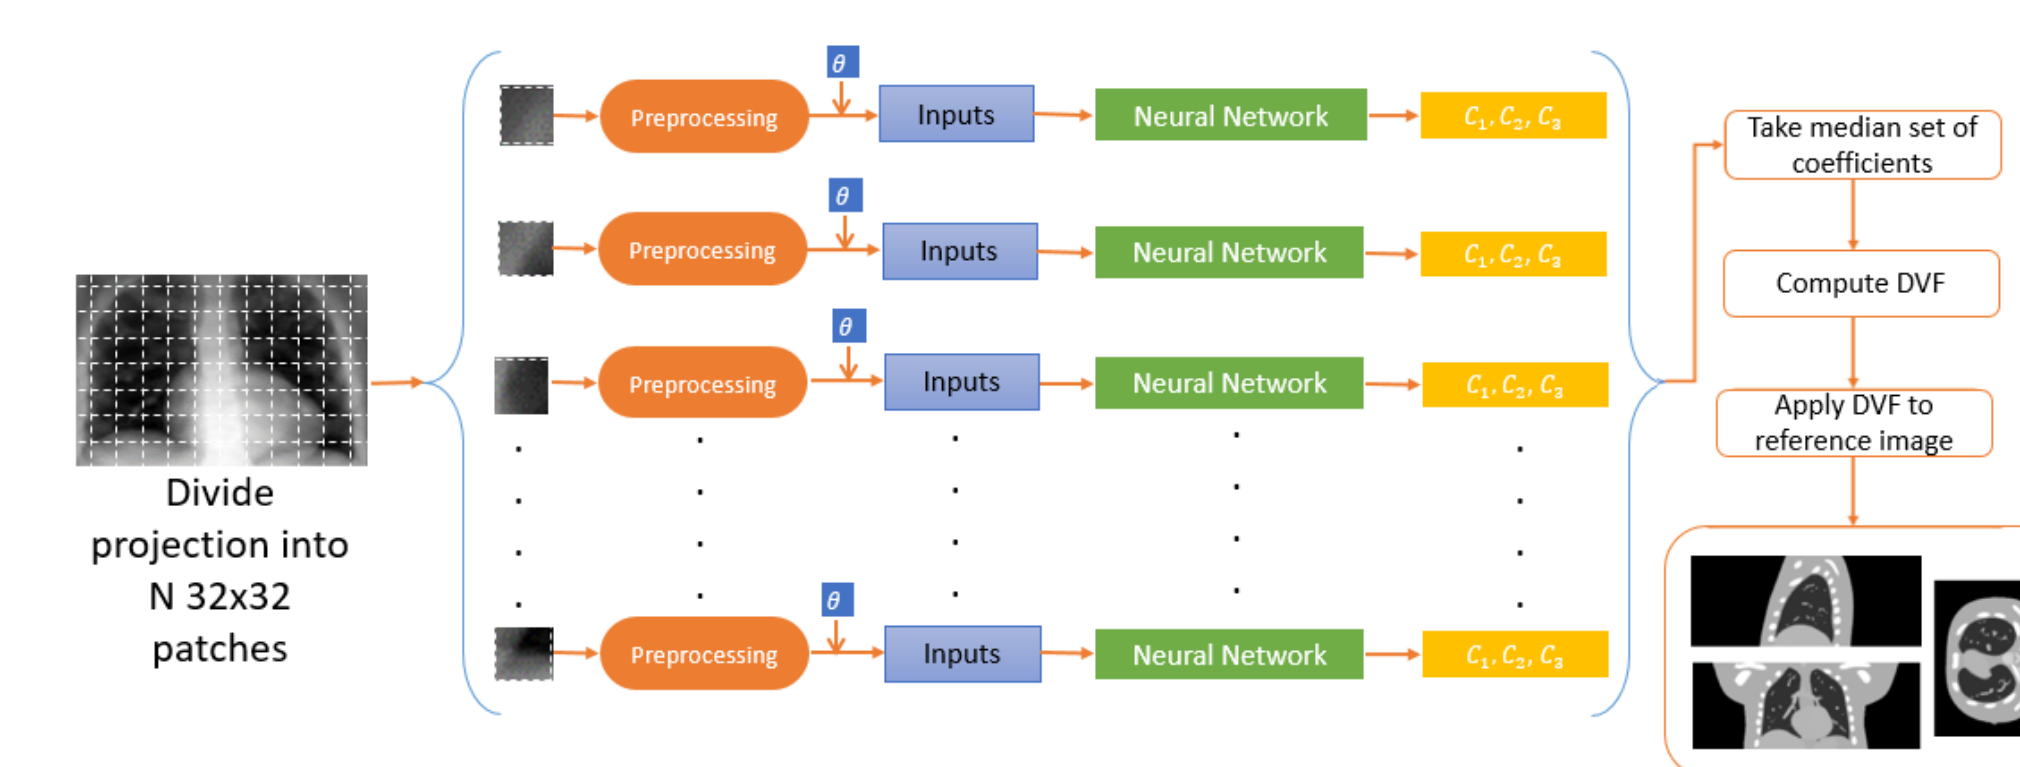 Divide
projection into
N 32x32
patches
θ
Preprocessing
Inputs
Neural Network
C₁, C₂, C₃
θ
Preprocessing
Inputs
Neural Network
C₁, C₂, C₃
θ
Preprocessing
Inputs
Neural Network
C₁, C₂, C₃
θ
Preprocessing
Inputs
Neural Network
C₁, C₂, C₃
Take median set of
coefficients
Compute DVF
Apply DVF to
reference image